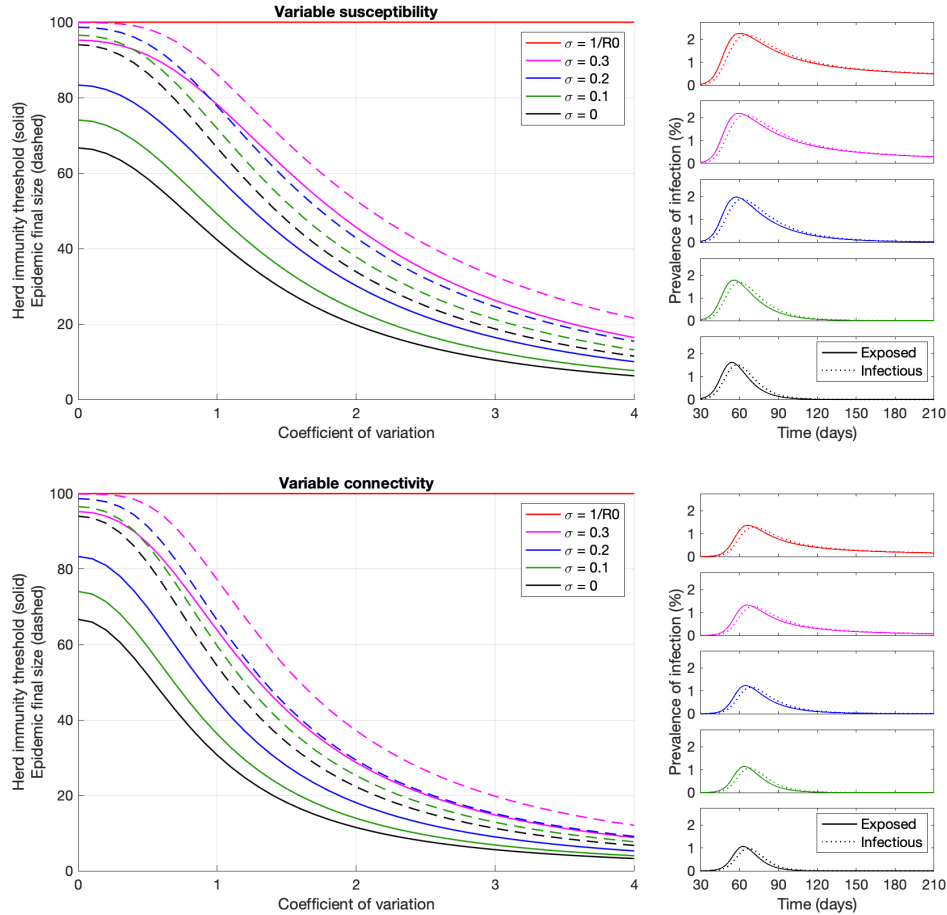 Variable susceptibility
100
80
60
40
20
0
0 1 2 3 4
Herd immunity threshold (solid)
Epidemic final size (dashed)
Coefficient of variation
σ = 1/R0
σ = 0.3
σ = 0.2
σ = 0.1
σ = 0
2
1
0
2
1
0
2
1
0
2
1
0
2
1
0
Prevalence of infection (%)
Exposed
Infectious
30 60 90 120 150 180 210
Time (days)
Variable connectivity
100
80
60
40
20
0
0 1 2 3 4
Herd immunity threshold (solid)
Epidemic final size (dashed)
Coefficient of variation
σ = 1/R0
σ = 0.3
σ = 0.2
σ = 0.1
σ = 0
2
1
0
2
1
0
2
1
0
2
1
0
2
1
0
Prevalence of infection (%)
Exposed
Infectious
30 60 90 120 150 180 210
Time (days)